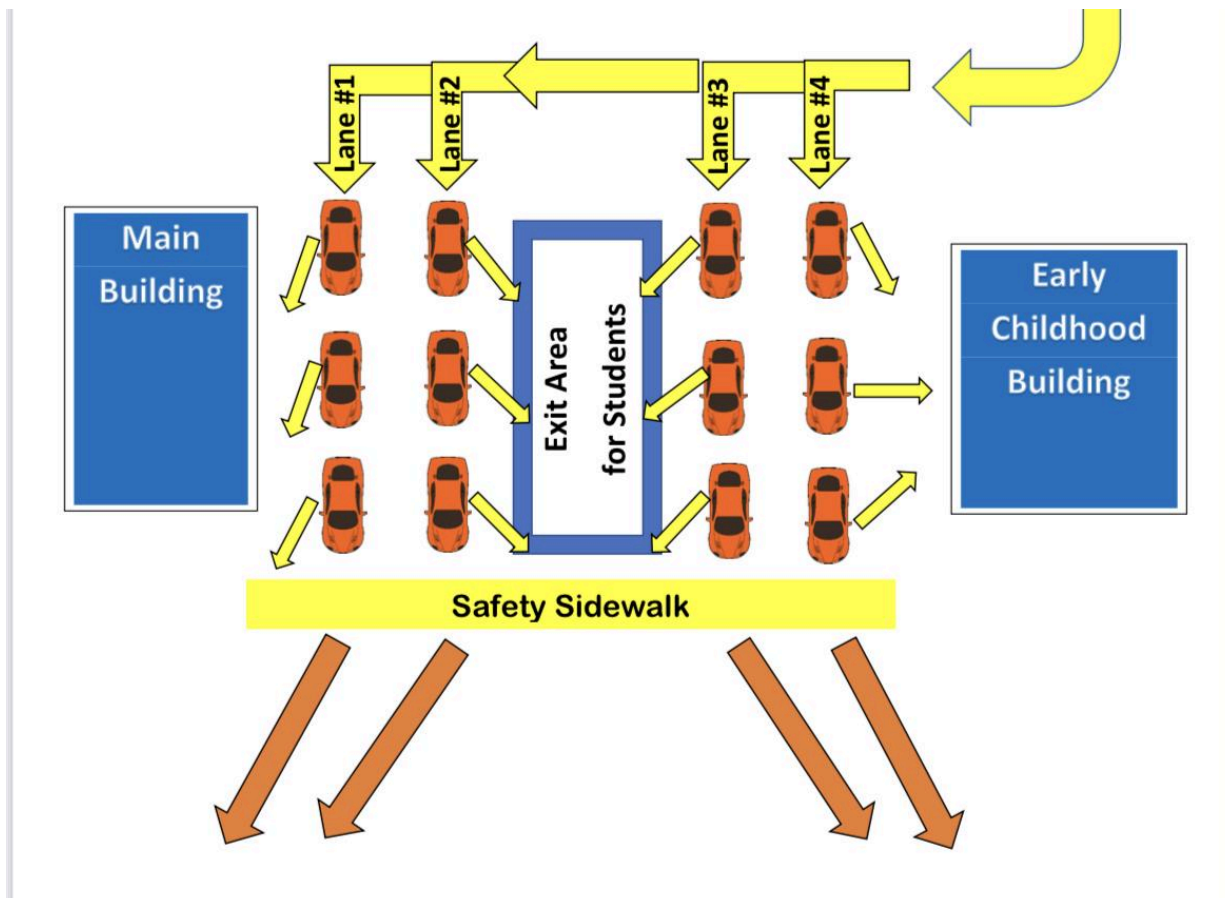 Lane #1
Lane #2
Lane #3
Lane #4
Main
Building
Exit Area
for Students
Early
Childhood
Building
Safety Sidewalk